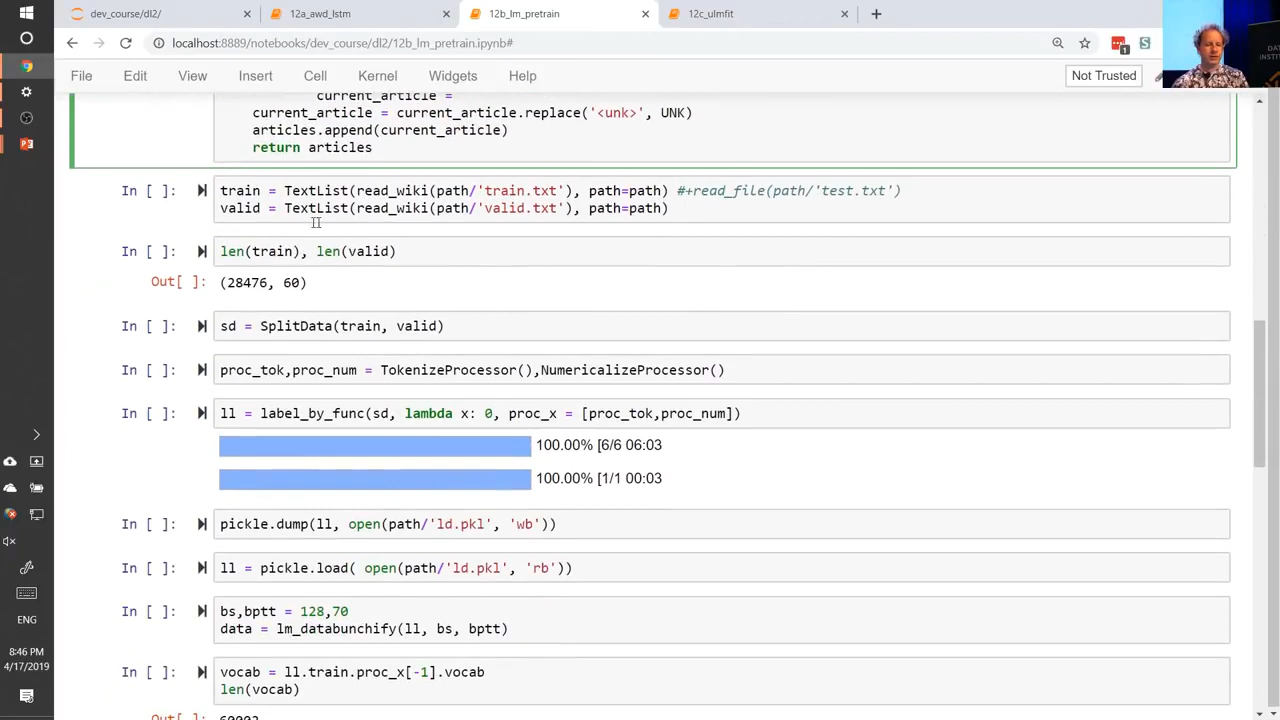 dev_course/dl2/
12a_awd_lstm
12b_lm_pretrain
12c_ulmfit
localhost:8889/notebooks/dev_course/dl2/12b_lm_pretrain.ipynb#
File Edit View Insert Cell Kernel Widgets Help
Not Trusted
current_article =
current_article = current_article.replace('<unk>', UNK)
articles.append(current_article)
return articles
In [ ]: train = TextList(read_wiki(path/'train.txt'), path=path) #+read_file(path/'test.txt')
valid = TextList(read_wiki(path/'valid.txt'), path=path)
In [ ]: len(train), len(valid)
Out[ ]: (28476, 60)
In [ ]: sd = SplitData(train, valid)
In [ ]: proc_tok,proc_num = TokenizeProcessor(),NumericalizeProcessor()
In [ ]: ll = label_by_func(sd, lambda x: 0, proc_x = [proc_tok,proc_num])
100.00% [6/6 06:03
100.00% [1/1 00:03
In [ ]: pickle.dump(ll, open(path/'ld.pkl', 'wb'))
In [ ]: ll = pickle.load( open(path/'ld.pkl', 'rb'))
In [ ]: bs,bptt = 128,70
data = lm_databunchify(ll, bs, bptt)
In [ ]: vocab = ll.train.proc_x[-1].vocab
len(vocab)
ENG
8:46 PM
4/17/2019